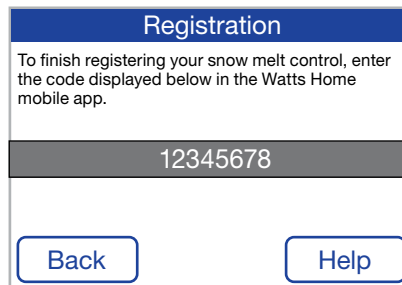 Registration
To finish registering your snow melt control, enter
the code displayed below in the Watts Home
mobile app.
12345678
Back
Help